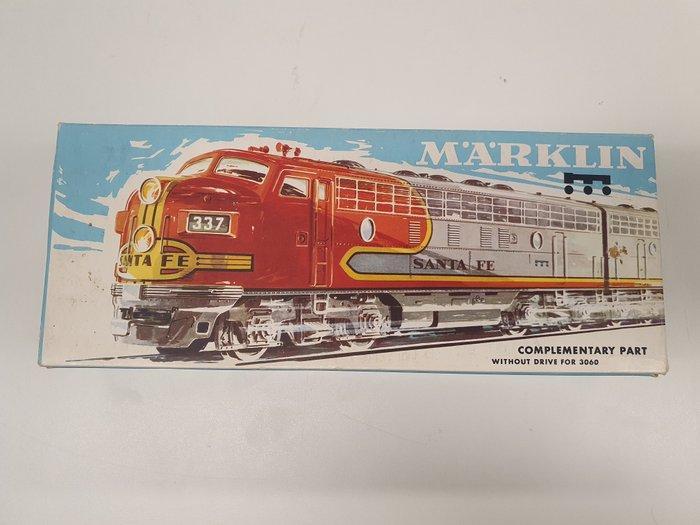 MÄRKLIN
337
SANTA FE
SANTA FE
COMPLEMENTARY PART
WITHOUT DRIVE FOR 3060